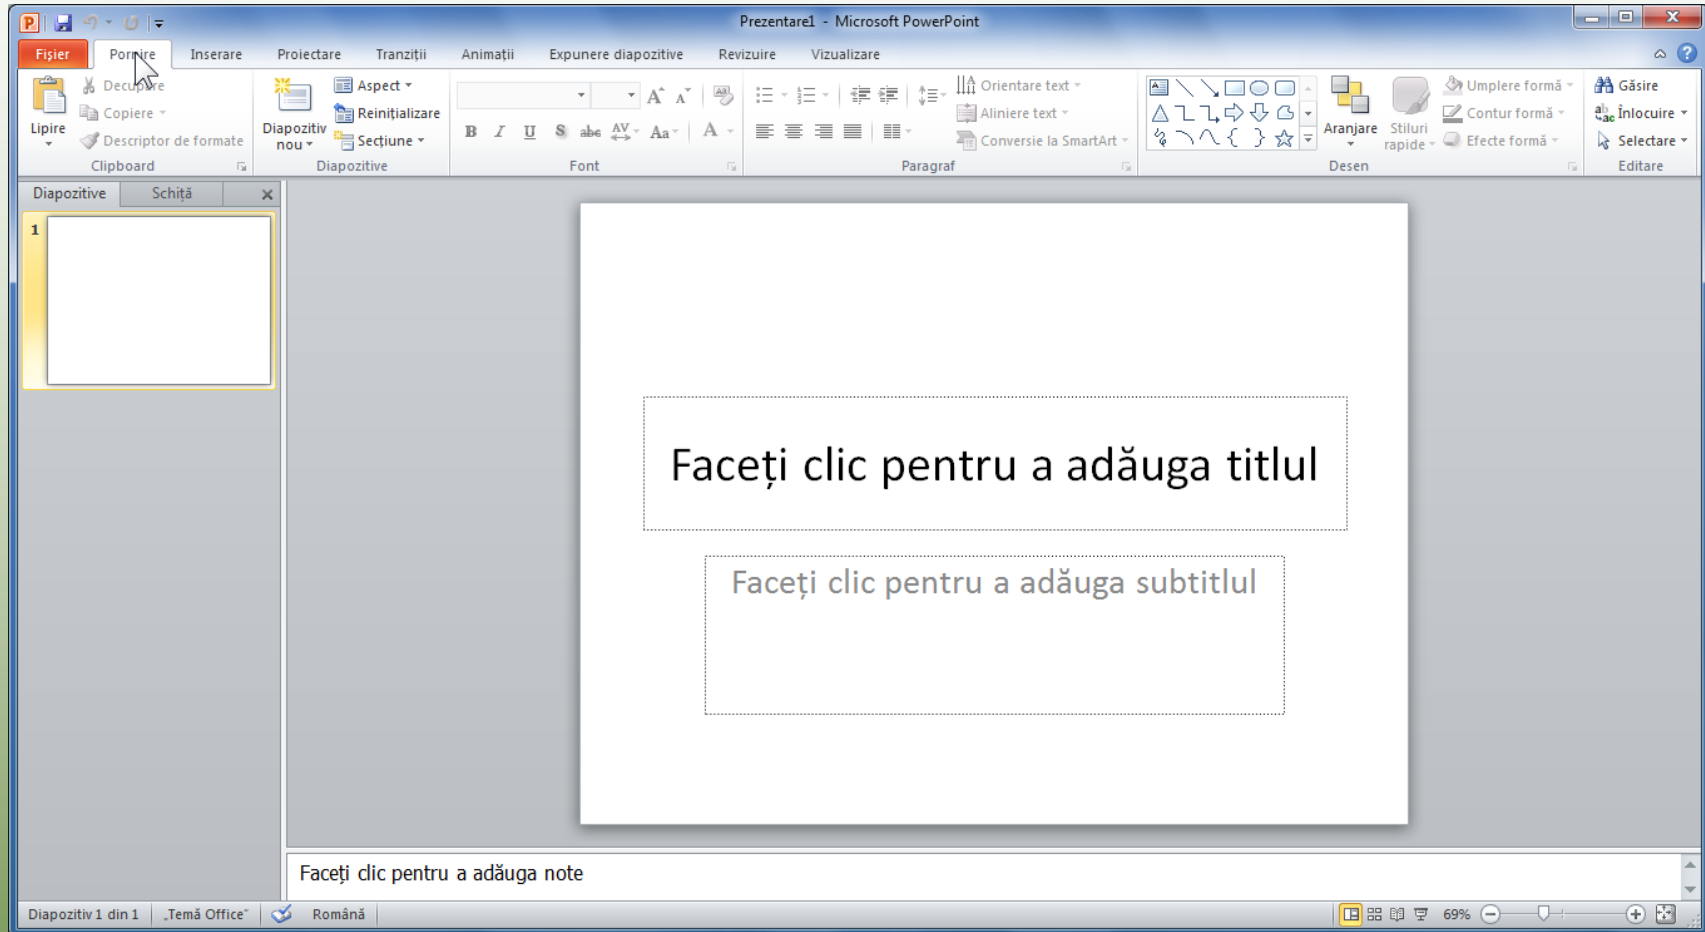 Prezentare1 - Microsoft PowerPoint
Fișier Pornire Inserare Proiectare Tranziții Animații Expunere diapozitive Revizuire Vizualizare
Lipire
Decupare
Copiere
Descriptor de formate
Clipboard
Diapozitiv
nou
Aspect
Reinițializare
Secțiune
Diapozitive
B I U S abc AV Aa A
Font
Orientare text
Aliniere text
Conversie la SmartArt
Paragraf
Aranjare
Stiluri
rapide
Umplere formă
Contur formă
Efecte formă
Desen
Găsire
Înlocuire
Selectare
Editare
Diapozitive Schiță
1
Faceți clic pentru a adăuga titlul
Faceți clic pentru a adăuga subtitlul
Faceți clic pentru a adăuga note
Diapozitiv 1 din 1 „Temă Office” Română 69%